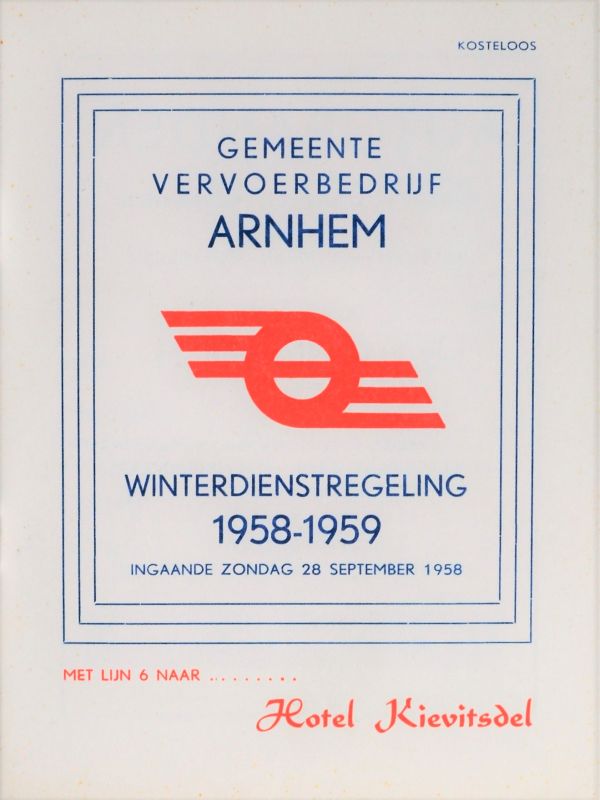 KOSTELOOS
GEMEENTE
VERVOERBEDRIJF
ARNHEM
WINTERDIENSTREGELING
1958-1959
INGAANDE ZONDAG 28 SEPTEMBER 1958
MET LIJN 6 NAAR ........
Hotel Kievitsdel